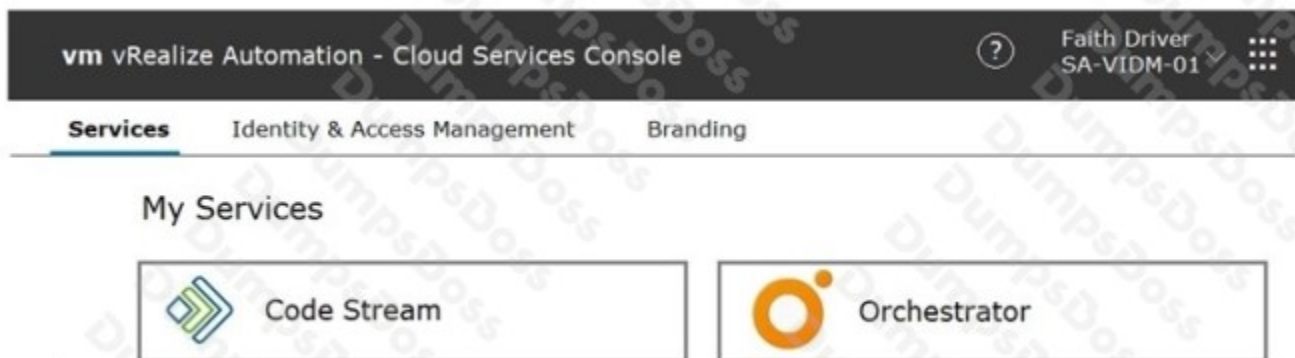 vm vRealize Automation - Cloud Services Console
?
Faith Driver
SA-VIDM-01
Services Identity & Access Management Branding
My Services
Code Stream
Orchestrator
DumpsDoss